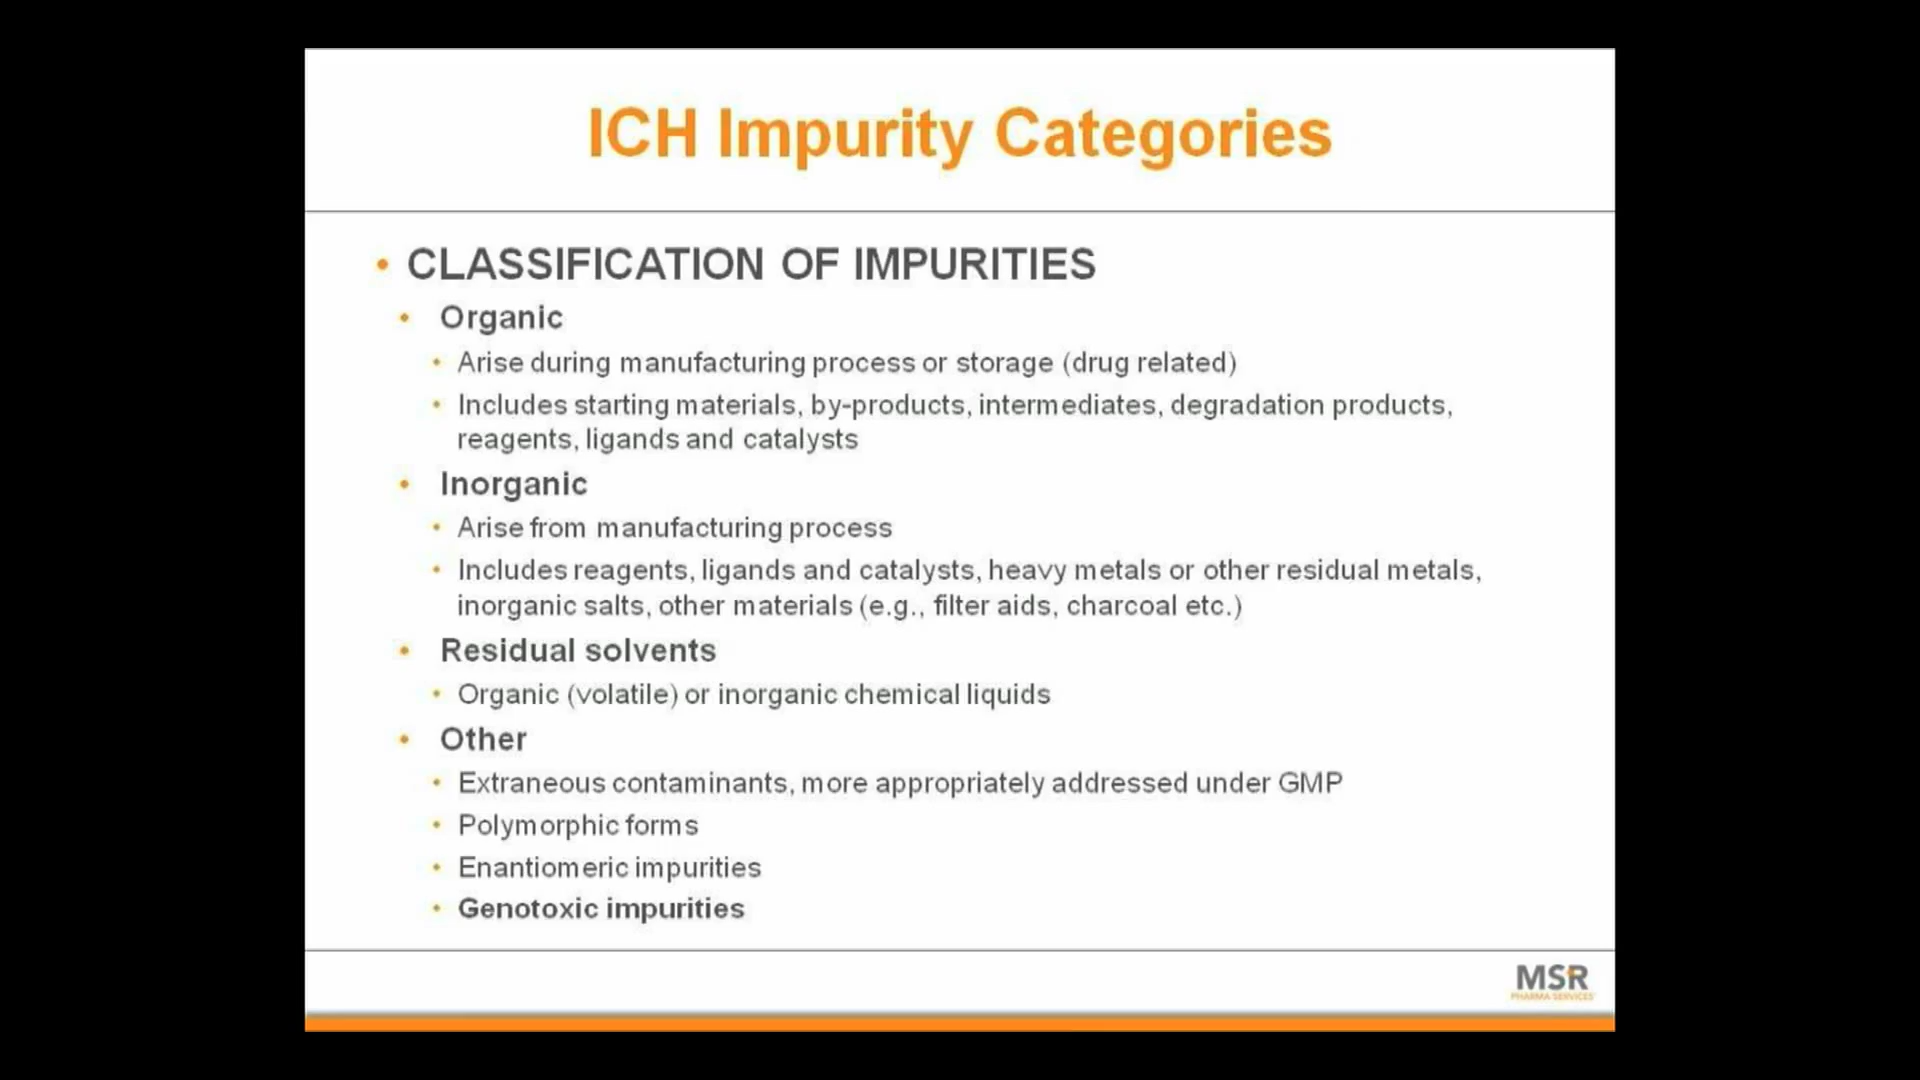 ICH Impurity Categories
• CLASSIFICATION OF IMPURITIES
• Organic
• Arise during manufacturing process or storage (drug related)
• Includes starting materials, by-products, intermediates, degradation products,
reagents, ligands and catalysts
• Inorganic
• Arise from manufacturing process
• Includes reagents, ligands and catalysts, heavy metals or other residual metals,
inorganic salts, other materials (e.g., filter aids, charcoal etc.)
• Residual solvents
• Organic (volatile) or inorganic chemical liquids
• Other
• Extraneous contaminants, more appropriately addressed under GMP
• Polymorphic forms
• Enantiomeric impurities
• Genotoxic impurities
MSR
PHARMA SERVICES